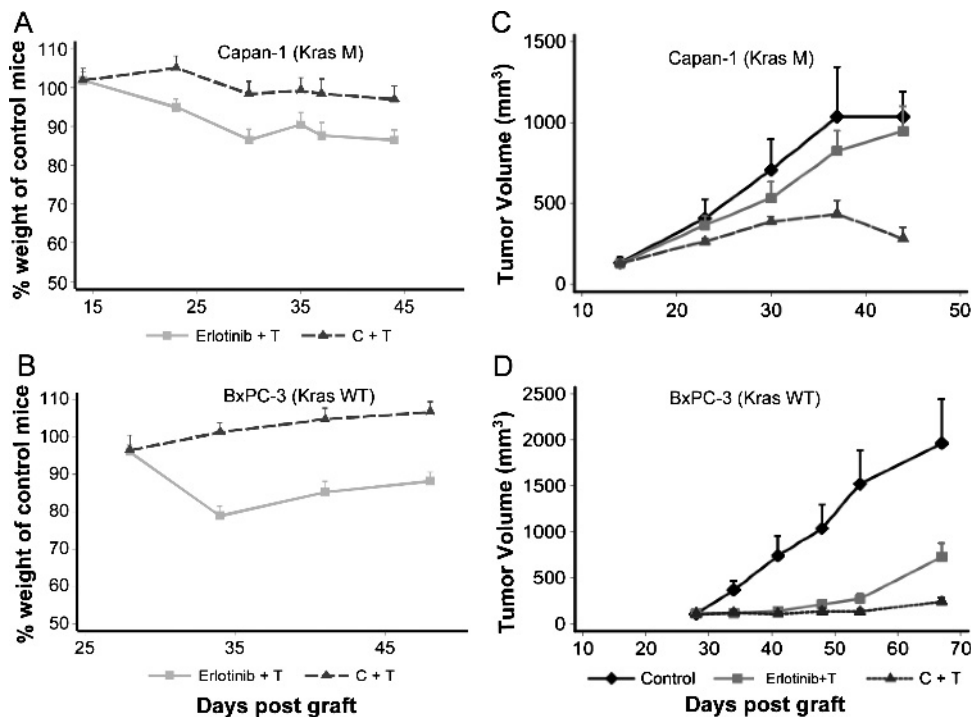 A
Capan-1 (Kras M)
% weight of control mice
110
100
90
80
70
60
50
15
25
35
45
Erlotinib + T
C + T
B
BxPC-3 (Kras WT)
% weight of control mice
110
100
90
80
70
60
50
25
35
45
Erlotinib + T
C + T
Days post graft
C
Capan-1 (Kras M)
Tumor Volume (mm³)
1500
1000
500
0
10
20
30
40
50
D
BxPC-3 (Kras WT)
Tumor Volume (mm³)
2500
2000
1500
1000
500
0
10
20
30
40
50
60
70
Control
Erlotinib+T
C + T
Days post graft